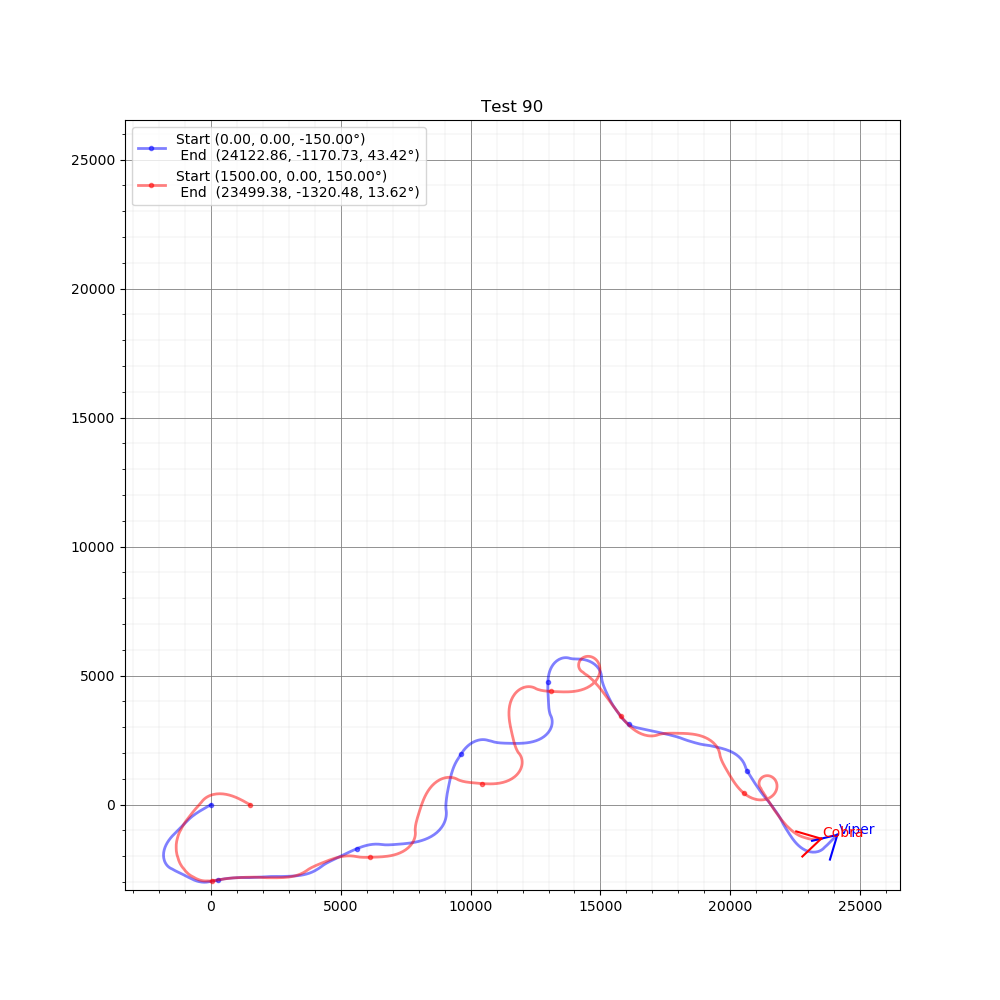 Test 90
Start (0.00, 0.00, -150.00°)
End (24122.86, -1170.73, 43.42°)
Start (1500.00, 0.00, 150.00°)
End (23499.38, -1320.48, 13.62°)
25000
20000
15000
10000
5000
0
Viper
Cobra
0
5000
10000
15000
20000
25000